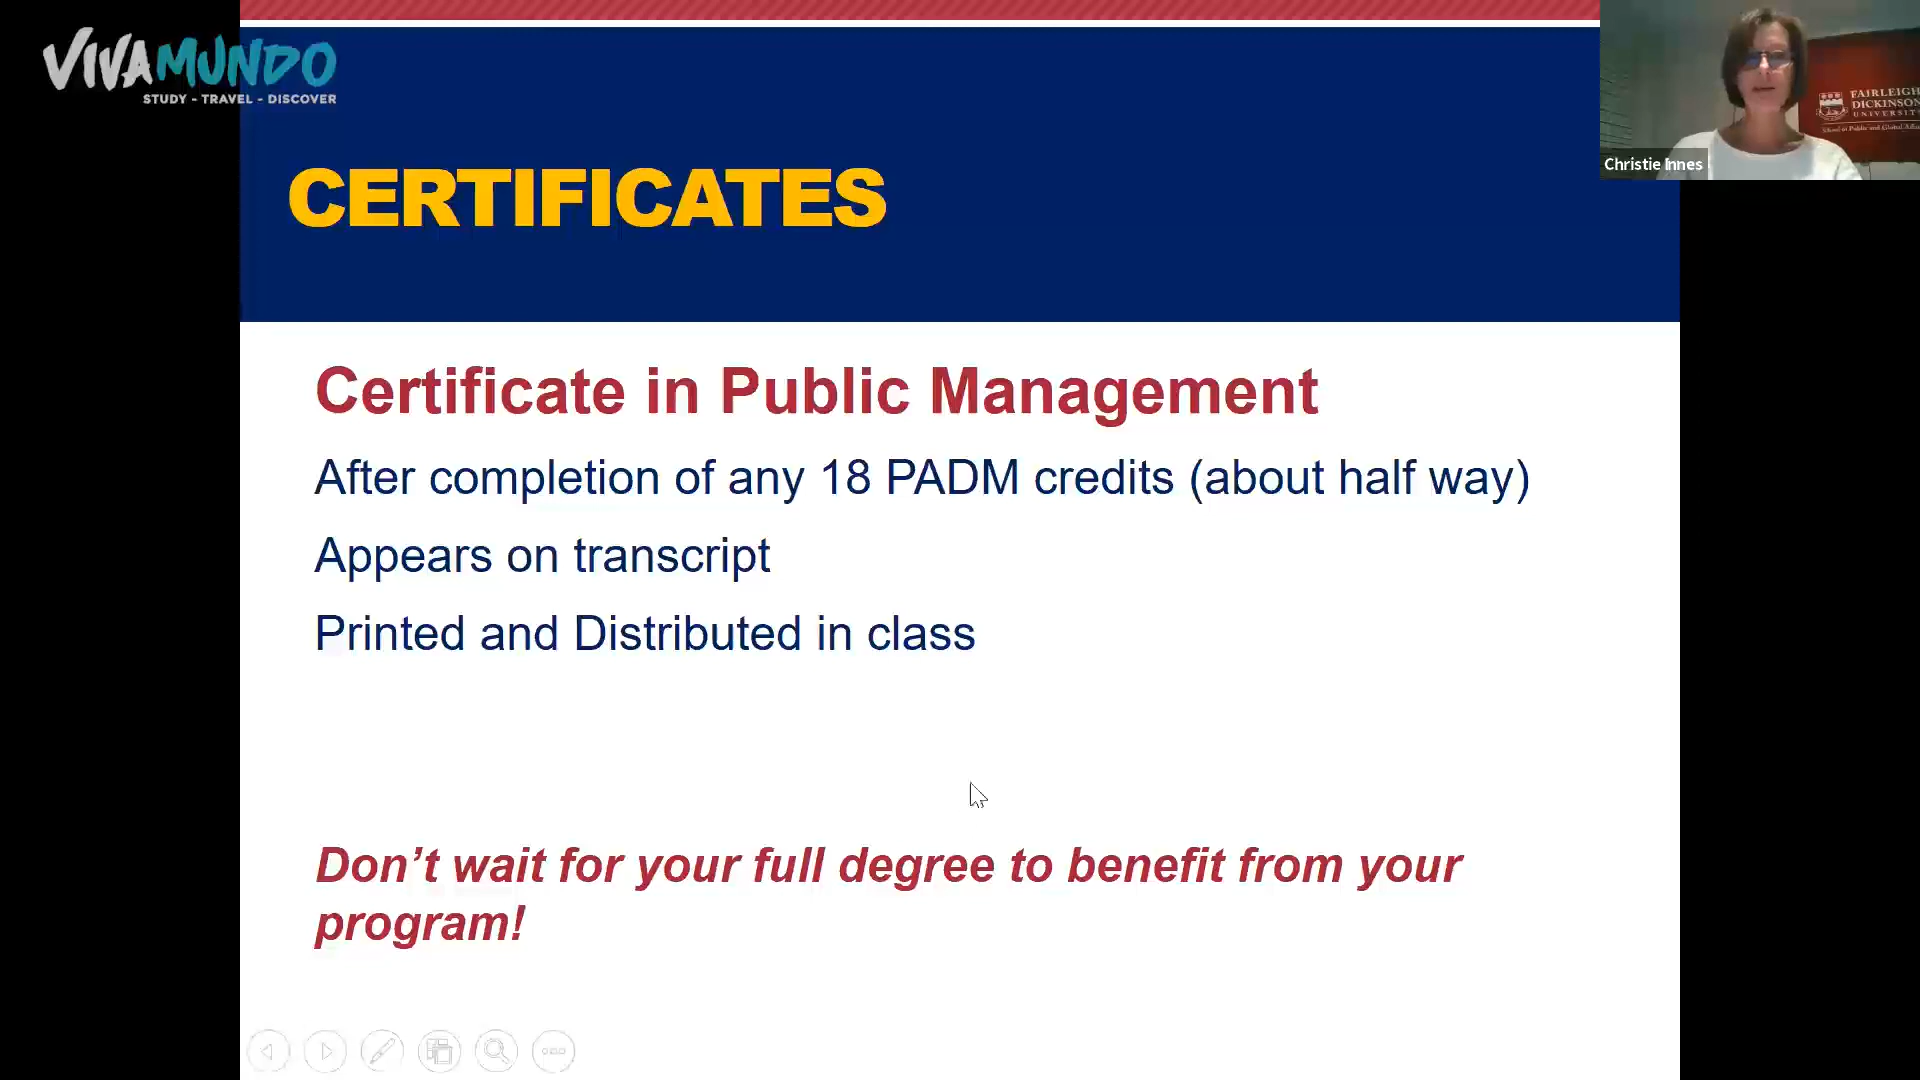 VIVAMUNDO
STUDY - TRAVEL - DISCOVER
FAIRLEIGH
DICKINSON
UNIVERSITY
Christie Innes
CERTIFICATES
Certificate in Public Management
After completion of any 18 PADM credits (about half way)
Appears on transcript
Printed and Distributed in class
Don’t wait for your full degree to benefit from your
program!